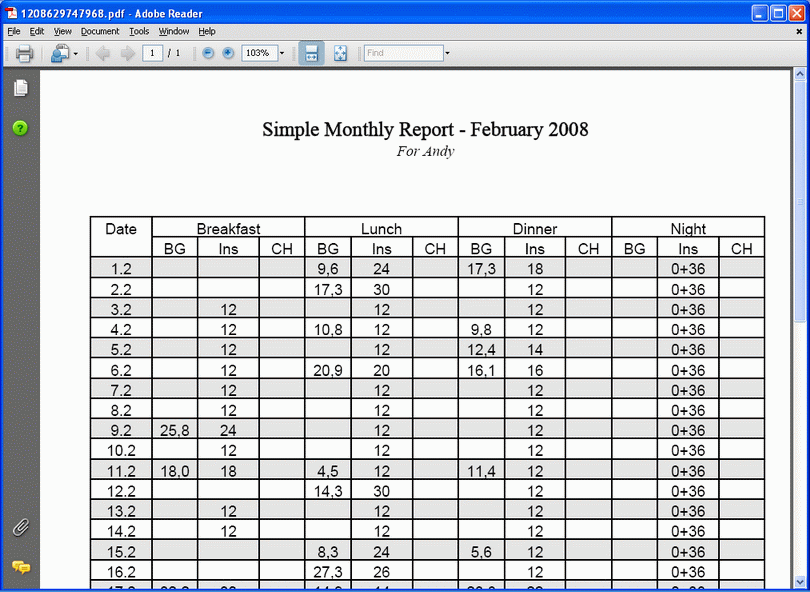 1208629747968.pdf - Adobe Reader
File Edit View Document Tools Window Help
1 / 1 103% Find
Simple Monthly Report - February 2008
For Andy
Date Breakfast Lunch Dinner Night
BG Ins CH BG Ins CH BG Ins CH BG Ins CH
1.2 9,6 24 17,3 18 0+36
2.2 17,3 30 12 0+36
3.2 12 12 12 0+36
4.2 12 10,8 12 9,8 12 0+36
5.2 12 12 12,4 14 0+36
6.2 12 20,9 20 16,1 16 0+36
7.2 12 12 12 0+36
8.2 12 12 12 0+36
9.2 25,8 24 12 12 0+36
10.2 12 12 12 0+36
11.2 18,0 18 4,5 12 11,4 12 0+36
12.2 14,3 30 12 0+36
13.2 12 12 12 0+36
14.2 12 12 12 0+36
15.2 8,3 24 5,6 12 0+36
16.2 27,3 26 12 0+36